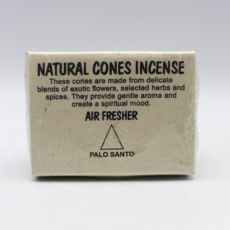 NATURAL CONES INCENSE
These cones are made from delicate
blends of exotic flowers, selected herbs and
spices. They provide gentle aroma and
create a spiritual mood.
AIR FRESHER
PALO SANTO